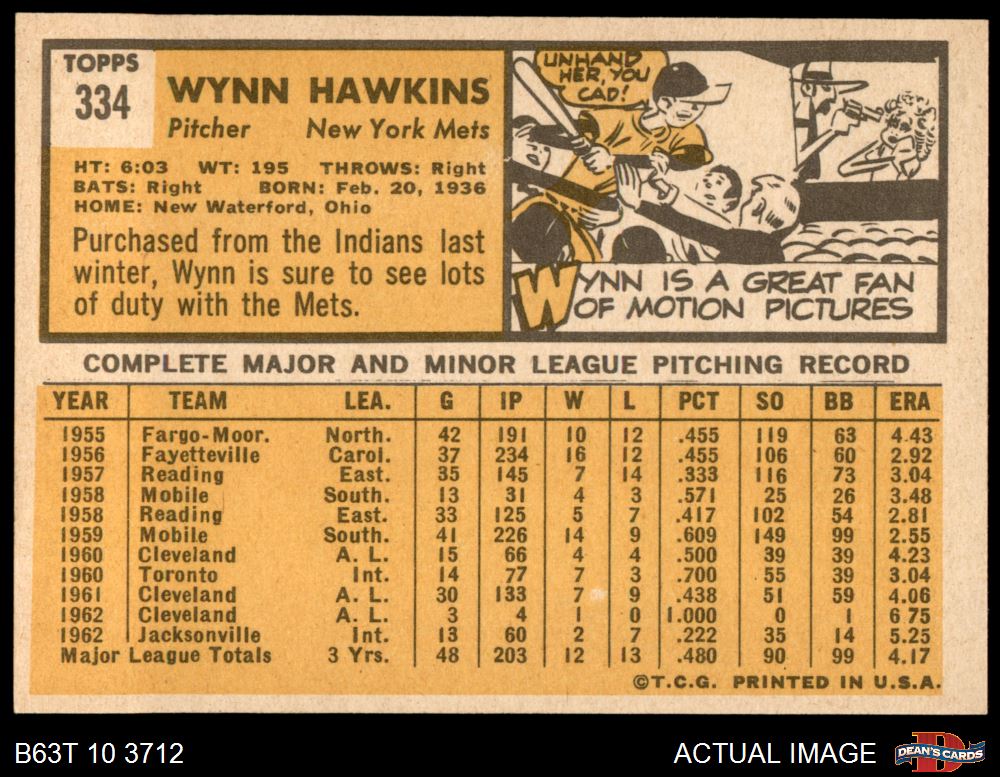 TOPPS
334
WYNN HAWKINS
Pitcher New York Mets
HT: 6:03 WT: 195 THROWS: Right
BATS: Right BORN: Feb. 20, 1936
HOME: New Waterford, Ohio
Purchased from the Indians last
winter, Wynn is sure to see lots
of duty with the Mets.
UNHAND
HER, YOU
CAD!
WYNN IS A GREAT FAN
OF MOTION PICTURES
COMPLETE MAJOR AND MINOR LEAGUE PITCHING RECORD
YEAR TEAM LEA. G IP W L PCT SO BB ERA
1955 Fargo-Moor. North. 42 191 10 12 .455 119 63 4.43
1956 Fayetteville Carol. 37 234 16 12 .455 106 60 2.92
1957 Reading East. 35 145 7 14 .333 116 73 3.04
1958 Mobile South. 13 31 4 3 .571 25 26 3.48
1958 Reading East. 33 125 5 7 .417 102 54 2.81
1959 Mobile South. 41 226 14 9 .609 149 99 2.55
1960 Cleveland A. L. 15 66 4 4 .500 39 39 4.23
1960 Toronto Int. 14 77 7 3 .700 55 39 3.04
1961 Cleveland A. L. 30 133 7 9 .438 51 59 4.06
1962 Cleveland A. L. 3 4 1 0 1.000 0 1 6 75
1962 Jacksonville Int. 13 60 2 7 .222 35 14 5.25
Major League Totals 3 Yrs. 48 203 12 13 .480 90 99 4.17
©T.C.G. PRINTED IN U.S.A.
B63T 10 3712 ACTUAL IMAGE
D
DEAN'S CARDS